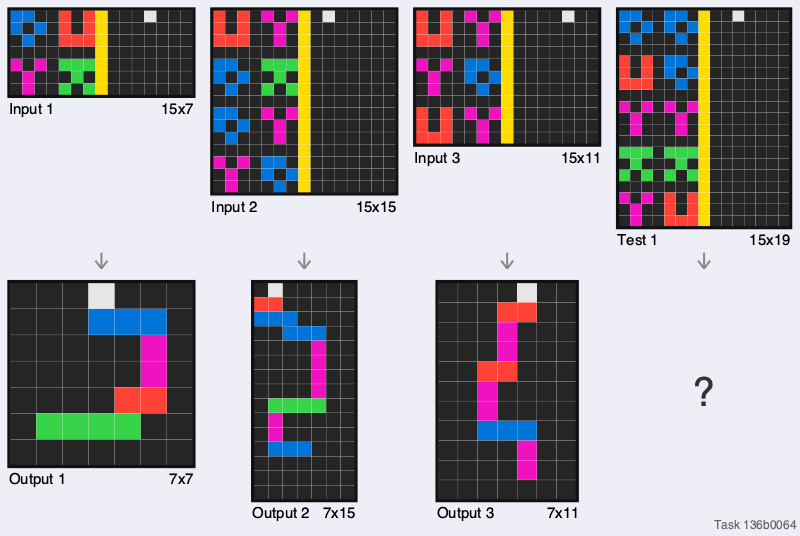 Input 1 15x7
Input 2 15x15
Input 3 15x11
Test 1 15x19
Output 1 7x7
Output 2 7x15
Output 3 7x11
?
Task 136b0064